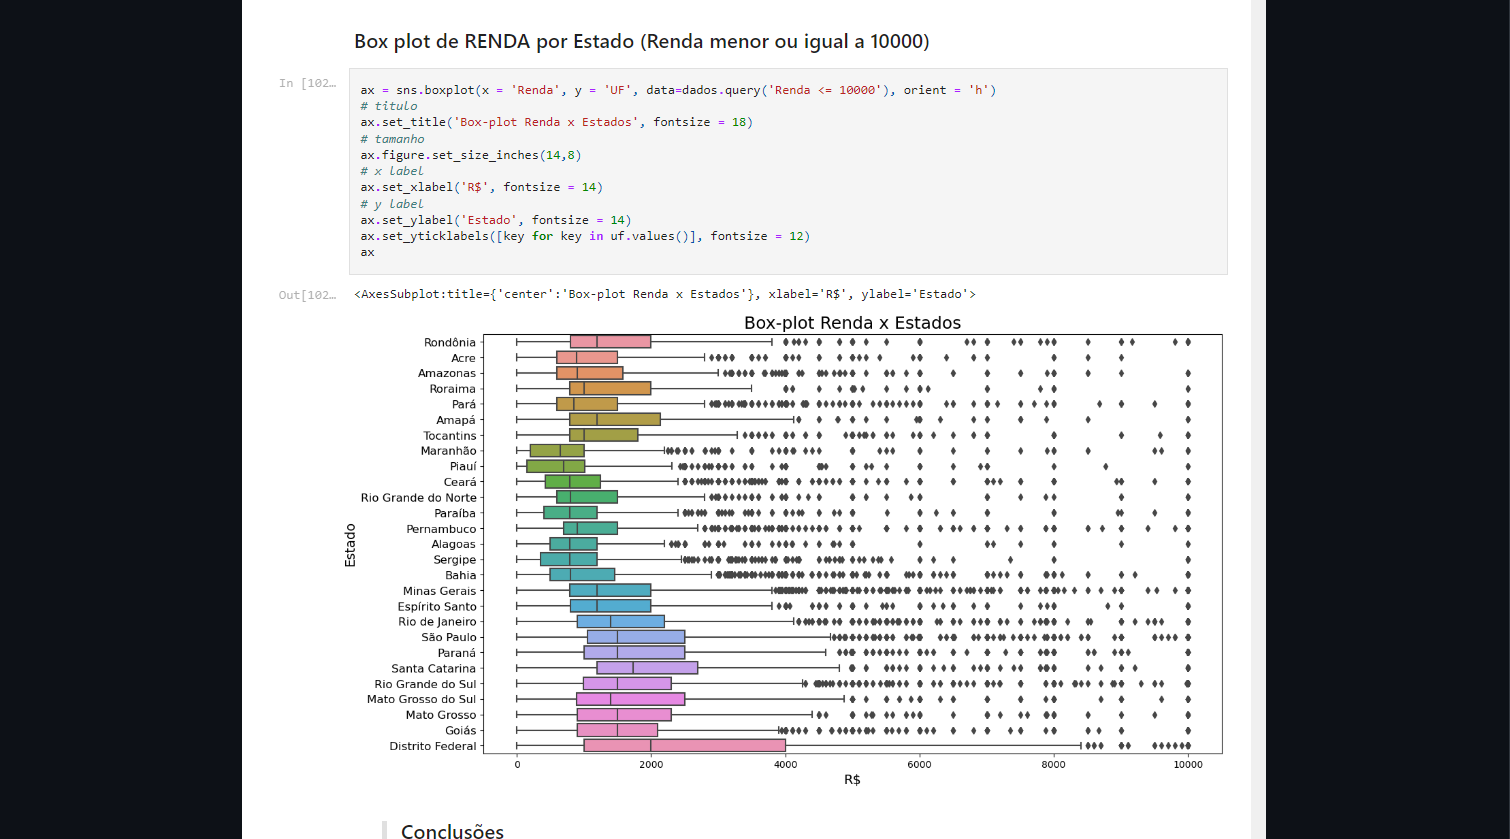 Box plot de RENDA por Estado (Renda menor ou igual a 10000)
In [102…
ax = sns.boxplot(x = 'Renda', y = 'UF', data=dados.query('Renda <= 10000'), orient = 'h')
# titulo
ax.set_title('Box-plot Renda x Estados', fontsize = 18)
# tamanho
ax.figure.set_size_inches(14,8)
# x label
ax.set_xlabel('R$', fontsize = 14)
# y label
ax.set_ylabel('Estado', fontsize = 14)
ax.set_yticklabels([key for key in uf.values()], fontsize = 12)
ax
Out[102…
<AxesSubplot:title={'center':'Box-plot Renda x Estados'}, xlabel='R$', ylabel='Estado'>
Box-plot Renda x Estados
Estado
Rondônia
Acre
Amazonas
Roraima
Pará
Amapá
Tocantins
Maranhão
Piauí
Ceará
Rio Grande do Norte
Paraíba
Pernambuco
Alagoas
Sergipe
Bahia
Minas Gerais
Espírito Santo
Rio de Janeiro
São Paulo
Paraná
Santa Catarina
Rio Grande do Sul
Mato Grosso do Sul
Mato Grosso
Goiás
Distrito Federal
0 2000 4000 6000 8000 10000
R$
Conclusões